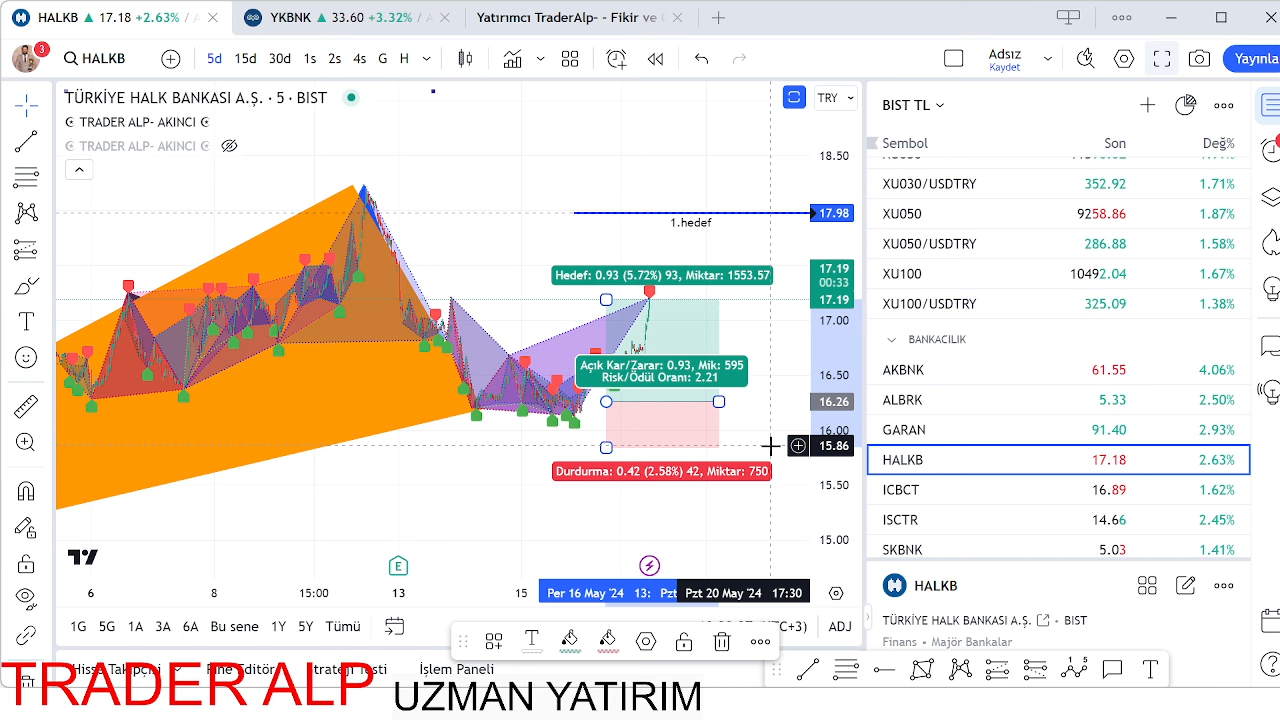 HALKB ▲ 17.18 +2.63% /
YKBNK ▲ 33.60 +3.32% / A
Yatırımcı TraderAlp- - Fikir ve
3
HALKB
5d 15d 30d 1s 2s 4s G H
Adsız
Kaydet
Yayınla
TÜRKİYE HALK BANKASI A.Ş. · 5 · BIST
TRADER ALP- AKINCI
TRADER ALP- AKINCI
TRY
18.50
17.98
1.hedef
17.19
00:33
17.19
17.00
16.50
16.26
16.00
15.86
15.50
15.00
Hedef: 0.93 (5.72%) 93, Miktar: 1553.57
Açık Kar/Zarar: 0.93, Mik: 595
Risk/Ödül Oranı: 2.21
Durdurma: 0.42 (2.58%) 42, Miktar: 750
E
6 8 15:00 13 15
Per 16 May '24 13: Pzt
Pzt 20 May '24 17:30
1G 5G 1A 3A 6A Bu sene 1Y 5Y Tümü
ADJ
BIST TL
Sembol Son Değ%
XU030/USDTRY 352.92 1.71%
XU050 9258.86 1.87%
XU050/USDTRY 286.88 1.58%
XU100 10492.04 1.67%
XU100/USDTRY 325.09 1.38%
BANKACILIK
AKBNK 61.55 4.06%
ALBRK 5.33 2.50%
GARAN 91.40 2.93%
HALKB 17.18 2.63%
ICBCT 16.89 1.62%
ISCTR 14.66 2.45%
SKBNK 5.03 1.41%
HALKB
TÜRKİYE HALK BANKASI A.Ş. · BIST
Finans · Majör Bankalar
İşlem Paneli
TRADER ALP
UZMAN YATIRIM